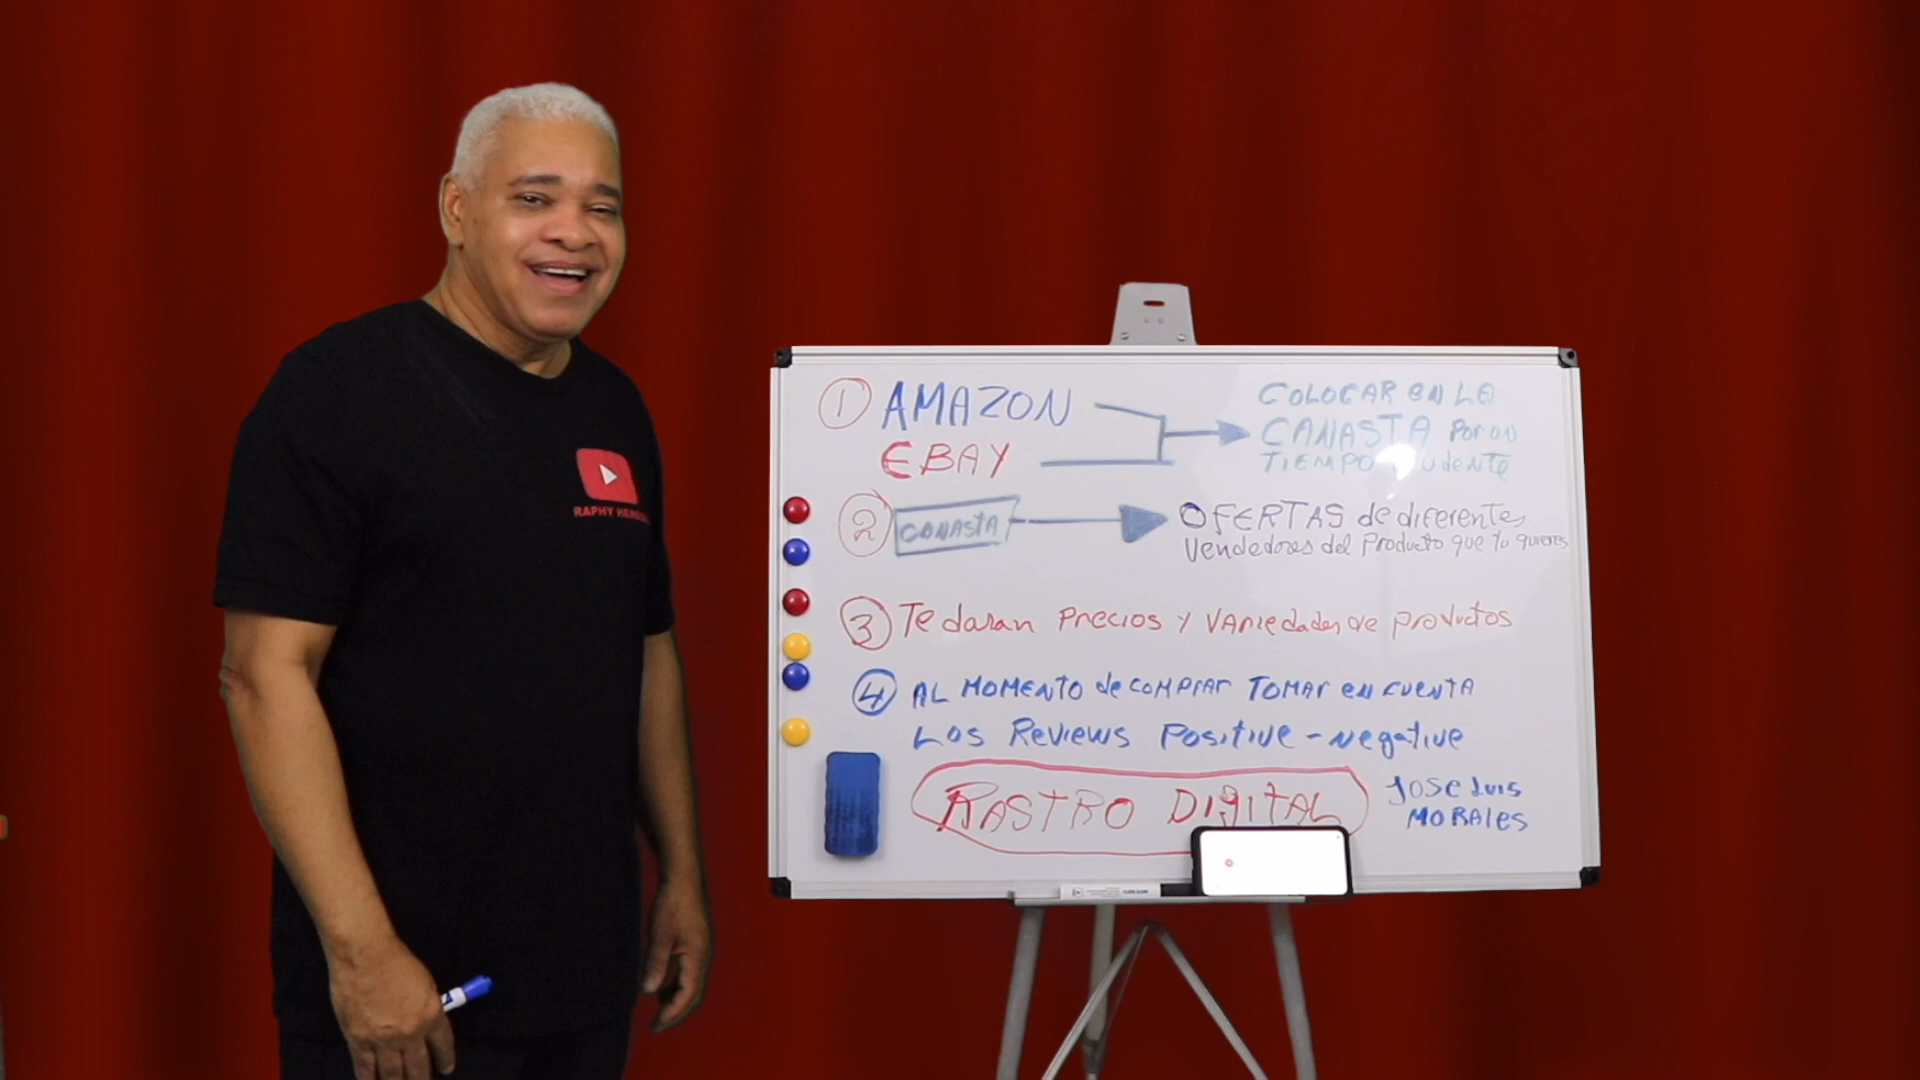 1 AMAZON
EBAY
COLOCAR EN LA
CANASTA POR UN
TIEMPO
2 CANASTA
OFERTAS de diferentes
Vendedores del Producto que tu quieres
3 Te daran Precios y Variedades de productos
4 AL MOMENTO de comprar TOMAR en cuenta
Los Reviews Positive - Negative
RASTRO DIGITAL
Jose Luis
MORALES
RAPHY